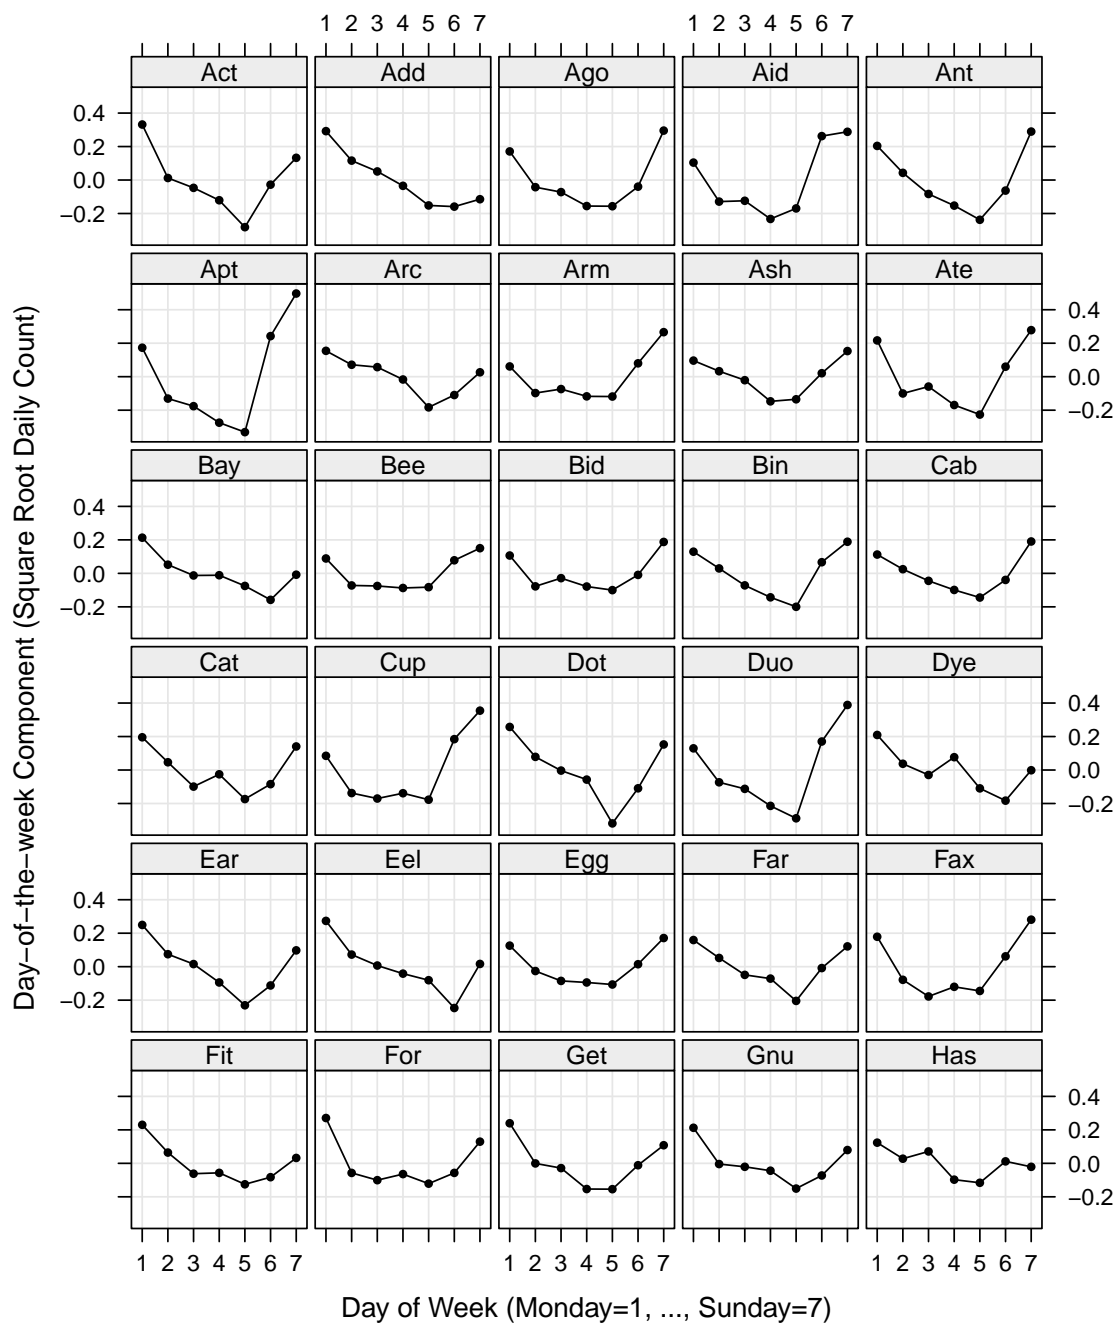 1 2 3 4 5 6 7 1 2 3 4 5 6 7
Act Add Ago Aid Ant
0.4
0.2
0.0
−0.2
Apt Arc Arm Ash Ate
0.4
0.2
0.0
−0.2
Bay Bee Bid Bin Cab
0.4
0.2
0.0
−0.2
Cat Cup Dot Duo Dye
0.4
0.2
0.0
−0.2
Ear Eel Egg Far Fax
0.4
0.2
0.0
−0.2
Fit For Get Gnu Has
0.4
0.2
0.0
−0.2
1 2 3 4 5 6 7 1 2 3 4 5 6 7 1 2 3 4 5 6 7
Day of Week (Monday=1, ..., Sunday=7)
Day−of−the−week Component (Square Root Daily Count)